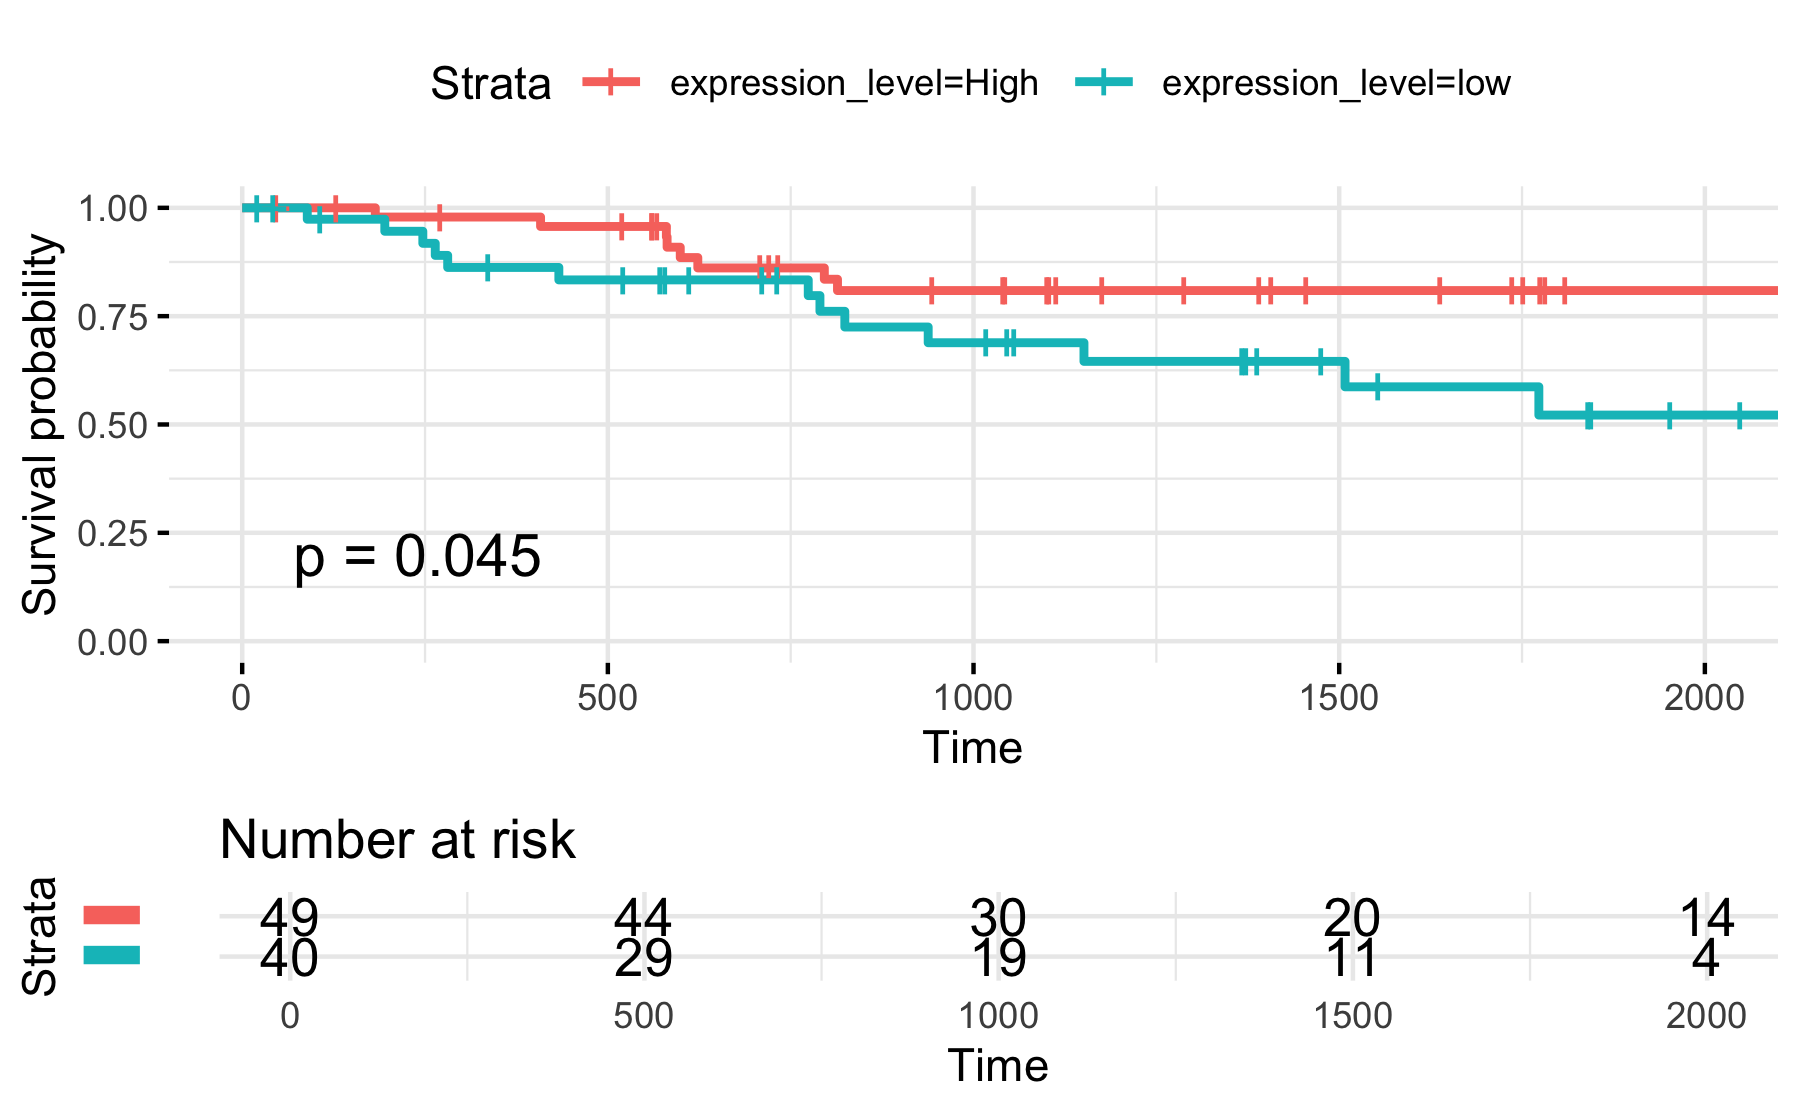 Strata expression_level=High expression_level=low
Survival probability
1.00
0.75
0.50
0.25
0.00
p = 0.045
0 500 1000 1500 2000
Time
Number at risk
Strata
49 44 30 20 14
40 29 19 11 4
0 500 1000 1500 2000
Time